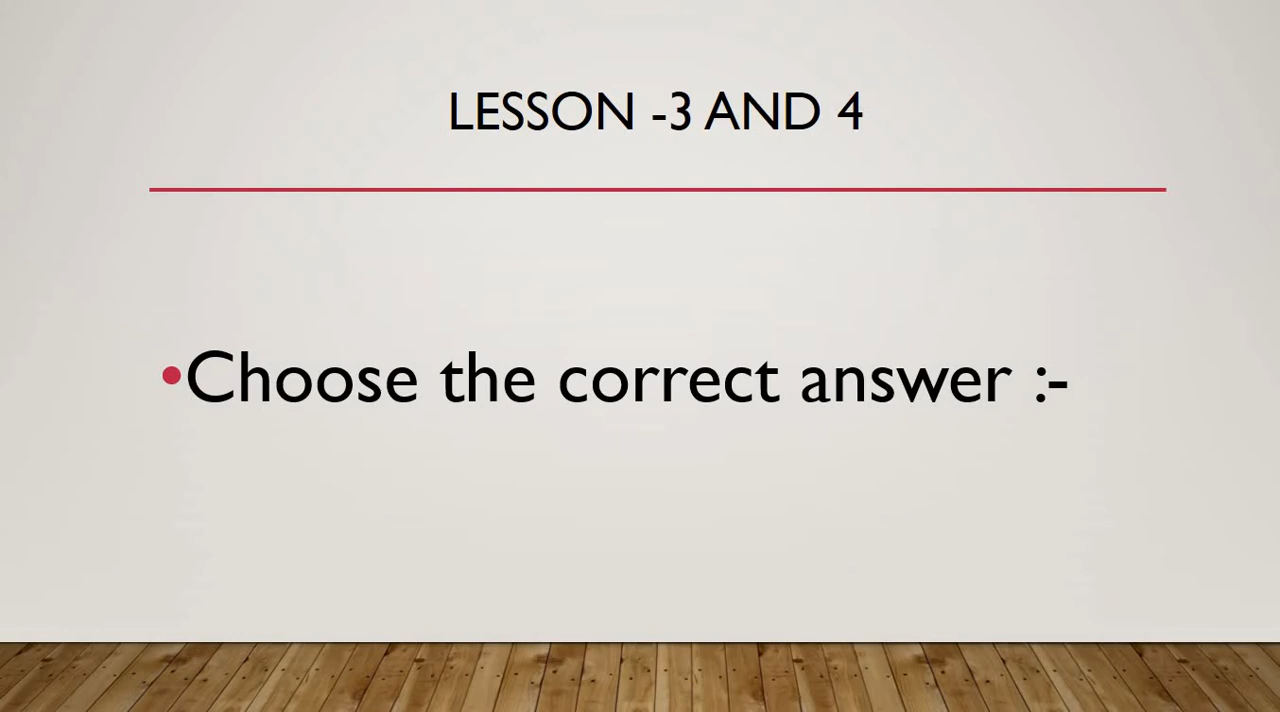 LESSON -3 AND 4
•Choose the correct answer :-